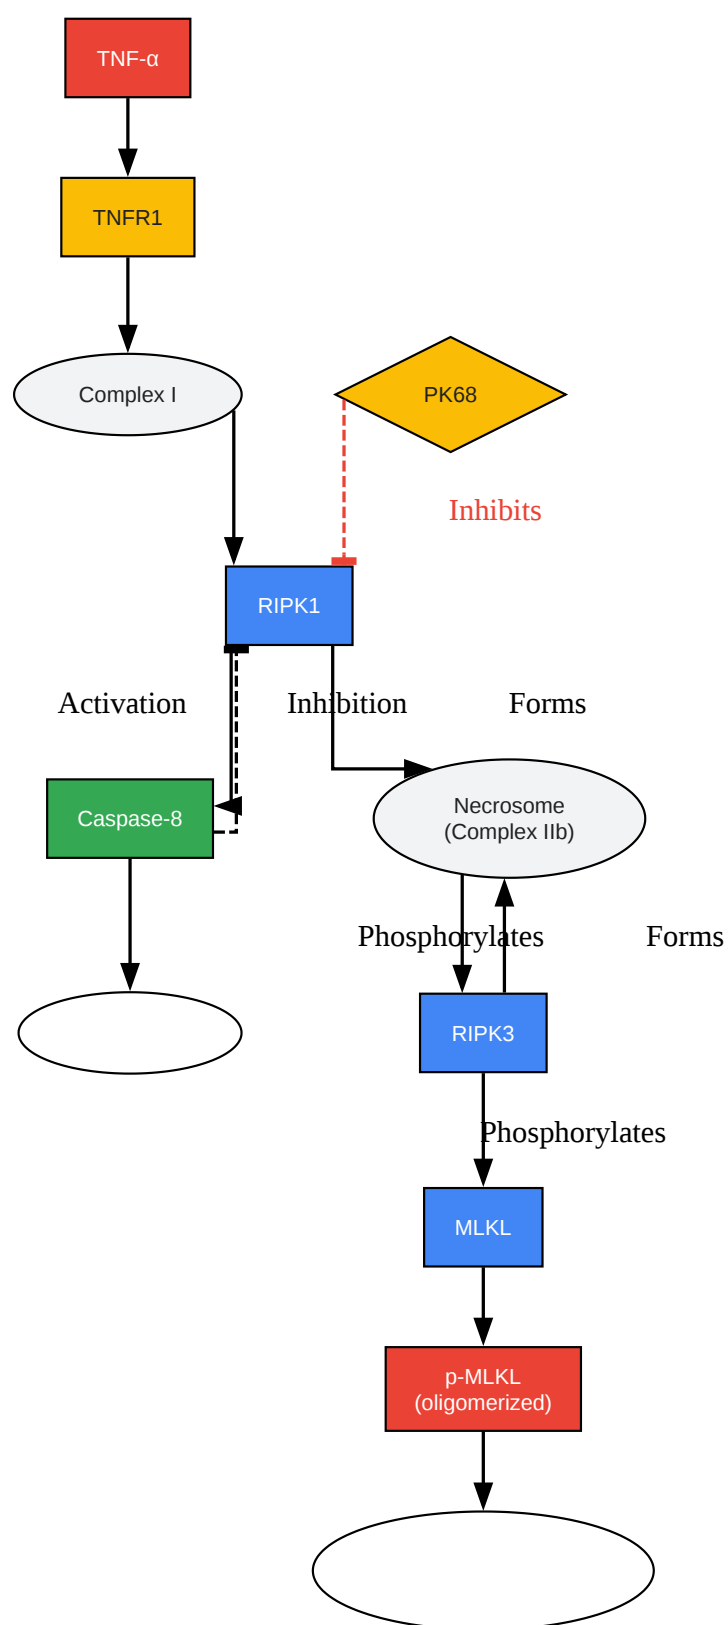 TNF-α
TNFR1
Complex I
PK68
Inhibits
RIPK1
Activation
Inhibition
Forms
Caspase-8
Necrosome
(Complex IIb)
Phosphorylates
Forms
RIPK3
Phosphorylates
MLKL
p-MLKL
(oligomerized)